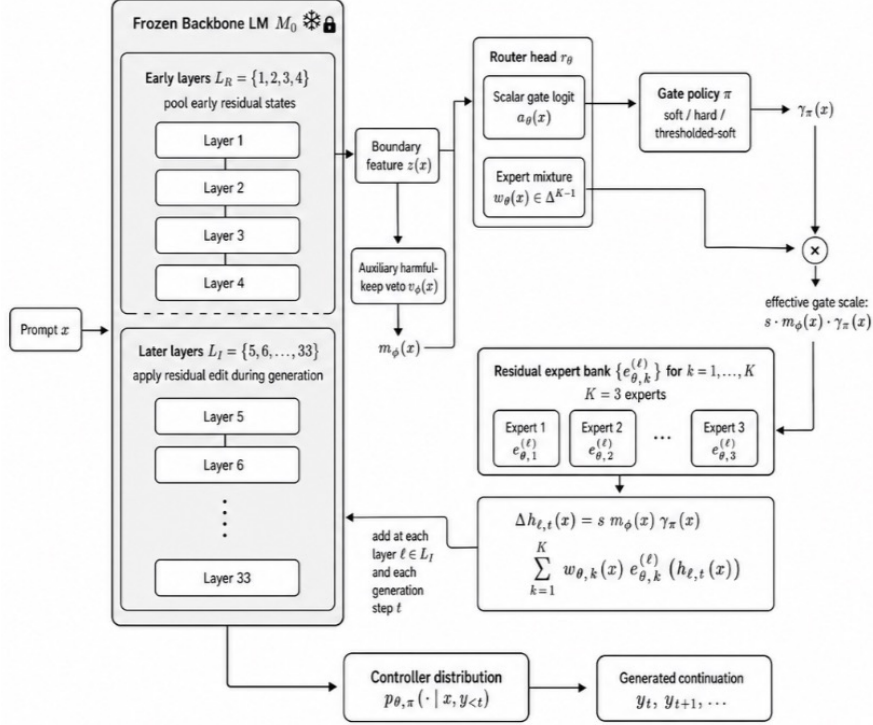 Frozen Backbone LM M₀
Early layers L_R = {1, 2, 3, 4}
pool early residual states
Layer 1
Layer 2
Layer 3
Layer 4
Prompt x
Later layers L_I = {5, 6, …, 33}
apply residual edit during generation
Layer 5
Layer 6
Layer 33
Boundary
feature z(x)
Auxiliary harmful-
keep veto v_ϕ(x)
m_ϕ(x)
Router head r_θ
Scalar gate logit
a_θ(x)
Expert mixture
w_θ(x) ∈ Δ^{K−1}
Gate policy π
soft / hard /
thresholded-soft
γ_π(x)
×
effective gate scale:
s · m_ϕ(x) · γ_π(x)
Residual expert bank {e_{θ,k}^{(ℓ)}} for k = 1, …, K
K = 3 experts
Expert 1
e_{θ,1}^{(ℓ)}
Expert 2
e_{θ,2}^{(ℓ)}
…
Expert 3
e_{θ,3}^{(ℓ)}
Δh_{ℓ,t}(x) = s m_ϕ(x) γ_π(x)
∑_{k=1}^{K} w_{θ,k}(x) e_{θ,k}^{(ℓ)} (h_{ℓ,t}(x))
add at each
layer ℓ ∈ L_I
and each
generation
step t
Controller distribution
p_{θ,π}( · | x, y_{<t})
Generated continuation
y_t, y_{t+1}, ⋯